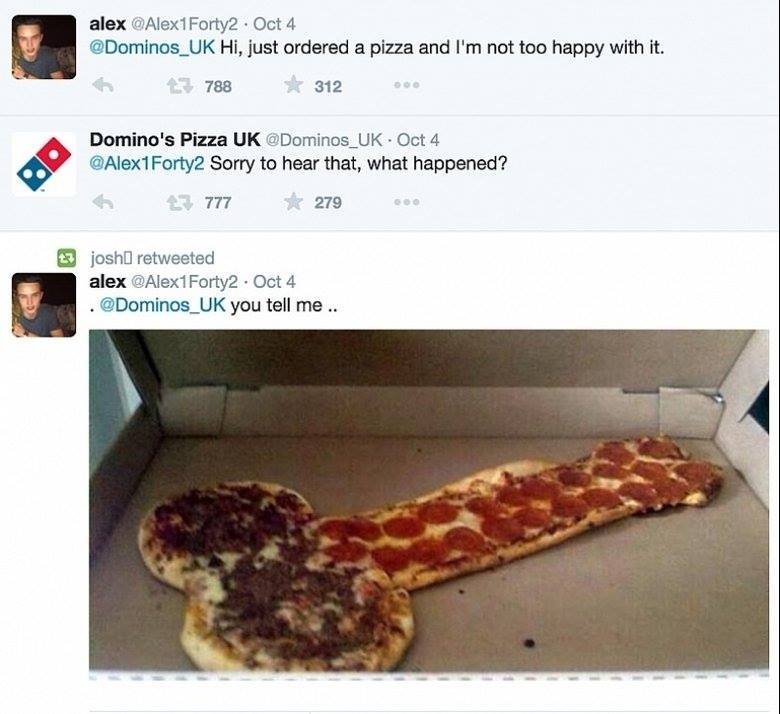 alex @Alex1Forty2 · Oct 4
@Dominos_UK Hi, just ordered a pizza and I'm not too happy with it.
788 312
Domino's Pizza UK @Dominos_UK · Oct 4
@Alex1Forty2 Sorry to hear that, what happened?
777 279
josh▯ retweeted
alex @Alex1Forty2 · Oct 4
. @Dominos_UK you tell me ..